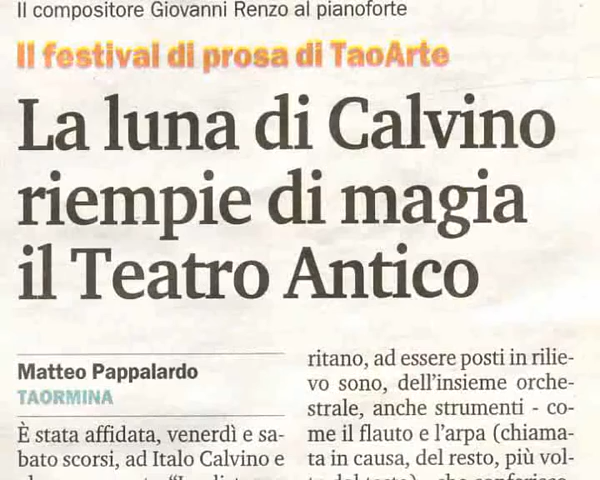 Il compositore Giovanni Renzo al pianoforte
Il festival di prosa di TaoArte
La luna di Calvino
riempie di magia
il Teatro Antico
Matteo Pappalardo
TAORMINA
È stata affidata, venerdì e sa-
bato scorsi, ad Italo Calvino e
ritano, ad essere posti in rilie-
vo sono, dell'insieme orche-
strale, anche strumenti - co-
me il flauto e l'arpa (chiama-
ta in causa, del resto, più vol-